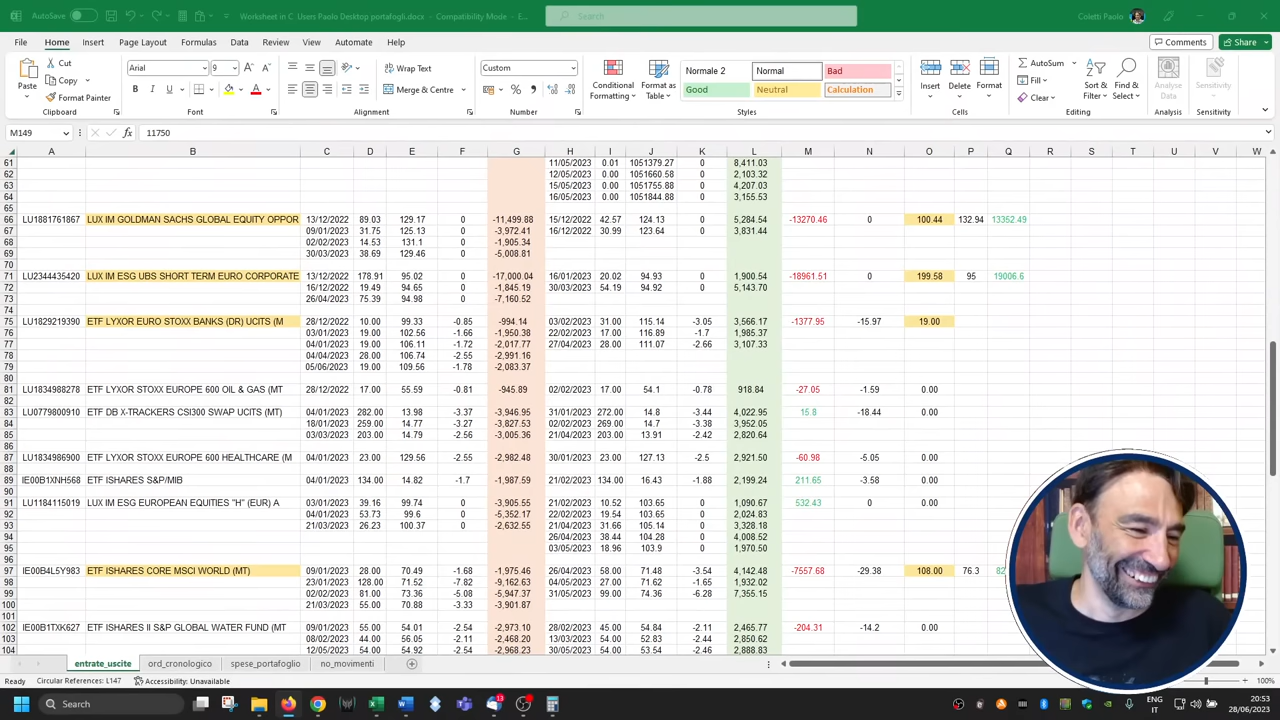 AutoSave
Worksheet in C Users Paolo Desktop portafogli.docx - Compatibility Mode - E...
Search
Coletti Paolo
File Home Insert Page Layout Formulas Data Review View Automate Help
Comments
Share
Paste
Cut
Copy
Format Painter
Clipboard
Arial
9
Font
Wrap Text
Merge & Centre
Alignment
Custom
Number
Conditional Formatting
Format as Table
Normale 2
Normal
Bad
Good
Neutral
Calculation
Styles
Insert
Delete
Format
Cells
AutoSum
Fill
Clear
Sort & Filter
Find & Select
Editing
Analyse Data
Analysis
Sensitivity
Sensitivity
M149
11750
A B C D E F G H I J K L M N O P Q R S T U V W
61 11/05/2023 0.01 1051379.27 0 8,411.03
62 12/05/2023 0.00 1051660.58 0 2,103.32
63 15/05/2023 0.00 1051755.88 0 4,207.03
64 16/05/2023 0.00 1051844.88 0 3,155.53
65
66 LU1881761867 LUX IM GOLDMAN SACHS GLOBAL EQUITY OPPOR 13/12/2022 89.03 129.17 0 -11,499.88 15/12/2022 42.57 124.13 0 5,284.54 -13270.46 0 100.44 132.94 13352.49
67 09/01/2023 31.75 125.13 0 -3,972.41 16/12/2022 30.99 123.64 0 3,831.44
68 02/02/2023 14.53 131.1 0 -1,905.34
69 30/03/2023 38.69 129.46 0 -5,008.81
70
71 LU2344435420 LUX IM ESG UBS SHORT TERM EURO CORPORATE 13/12/2022 178.91 95.02 0 -17,000.04 16/01/2023 20.02 94.93 0 1,900.54 -18961.51 0 199.58 95 19006.6
72 16/12/2022 19.49 94.65 0 -1,845.19 30/03/2023 54.19 94.92 0 5,143.70
73 26/04/2023 75.39 94.98 0 -7,160.52
74
75 LU1829219390 ETF LYXOR EURO STOXX BANKS (DR) UCITS (M 28/12/2022 10.00 99.33 -0.85 -994.14 03/02/2023 31.00 115.14 -3.05 3,566.17 -1377.95 -15.97 19.00
76 03/01/2023 19.00 102.56 -1.66 -1,950.38 22/02/2023 17.00 116.89 -1.7 1,985.37
77 04/01/2023 19.00 106.11 -1.72 -2,017.77 27/04/2023 28.00 111.07 -2.66 3,107.33
78 04/04/2023 28.00 106.74 -2.55 -2,991.16
79 05/06/2023 19.00 109.56 -1.78 -2,083.37
80
81 LU1834988278 ETF LYXOR STOXX EUROPE 600 OIL & GAS (MT 28/12/2022 17.00 55.59 -0.81 -945.89 02/02/2023 17.00 54.1 -0.78 918.84 -27.05 -1.59 0.00
82
83 LU0779800910 ETF DB X-TRACKERS CSI300 SWAP UCITS (MT) 04/01/2023 282.00 13.98 -3.37 -3,946.95 31/01/2023 272.00 14.8 -3.44 4,022.95 15.8 -18.44 0.00
84 18/01/2023 259.00 14.77 -3.27 -3,827.53 02/02/2023 269.00 14.7 -3.38 3,952.05
85 03/03/2023 203.00 14.79 -2.56 -3,005.36 21/04/2023 203.00 13.91 -2.42 2,820.64
86
87 LU1834986900 ETF LYXOR STOXX EUROPE 600 HEALTHCARE (M 04/01/2023 23.00 129.56 -2.55 -2,982.48 30/01/2023 23.00 127.13 -2.5 2,921.50 -60.98 -5.05 0.00
88
89 IE00B1XNH568 ETF ISHARES S&P/MIB 04/01/2023 134.00 14.82 -1.7 -1,987.59 21/04/2023 134.00 16.43 -1.88 2,199.24 211.65 -3.58 0.00
90
91 LU1184115019 LUX IM ESG EUROPEAN EQUITIES "H" (EUR) A 03/01/2023 39.16 99.74 0 -3,905.55 11/01/2023 10.52 103.65 0 1,090.67 532.43 0 0.00
92 04/01/2023 53.73 99.6 0 -5,352.17 22/02/2023 19.54 103.65 0 2,024.83
93 21/03/2023 26.23 100.37 0 -2,632.55 21/04/2023 31.66 105.14 0 3,328.18
94 26/04/2023 38.44 104.28 0 4,008.52
95 03/05/2023 18.96 103.9 0 1,970.50
96
97 IE00B4L5Y983 ETF ISHARES CORE MSCI WORLD (MT) 09/01/2023 28.00 70.49 -1.68 -1,975.46 26/04/2023 58.00 71.48 -3.54 4,142.48 -7557.68 -29.38 108.00 76.3 82
98 23/01/2023 128.00 71.52 -7.82 -9,162.63 04/05/2023 27.00 71.62 -1.65 1,932.02
99 02/02/2023 81.00 73.36 -5.08 -5,947.37 31/05/2023 99.00 74.36 -6.28 7,355.15
100 21/03/2023 55.00 70.88 -3.33 -3,901.87
101
102 IE00B1TXK627 ETF ISHARES II S&P GLOBAL WATER FUND (MT 09/01/2023 55.00 54.01 -2.54 -2,973.10 28/02/2023 45.00 54.84 -2.11 2,465.77 -204.31 -14.2 0.00
103 08/02/2023 44.00 56.05 -2.11 -2,468.20 13/03/2023 54.00 52.83 -2.44 2,850.62
104 12/04/2023 54.00 54.92 -2.54 -2,968.23 30/05/2023 54.00 53.54 -2.46 2,888.83
entrate_uscite ord_cronologico spese_portafoglio no_movimenti
Ready Circular References: L147 Accessibility: Unavailable
100%
Search
13
ENG
IT
20:53
28/06/2023